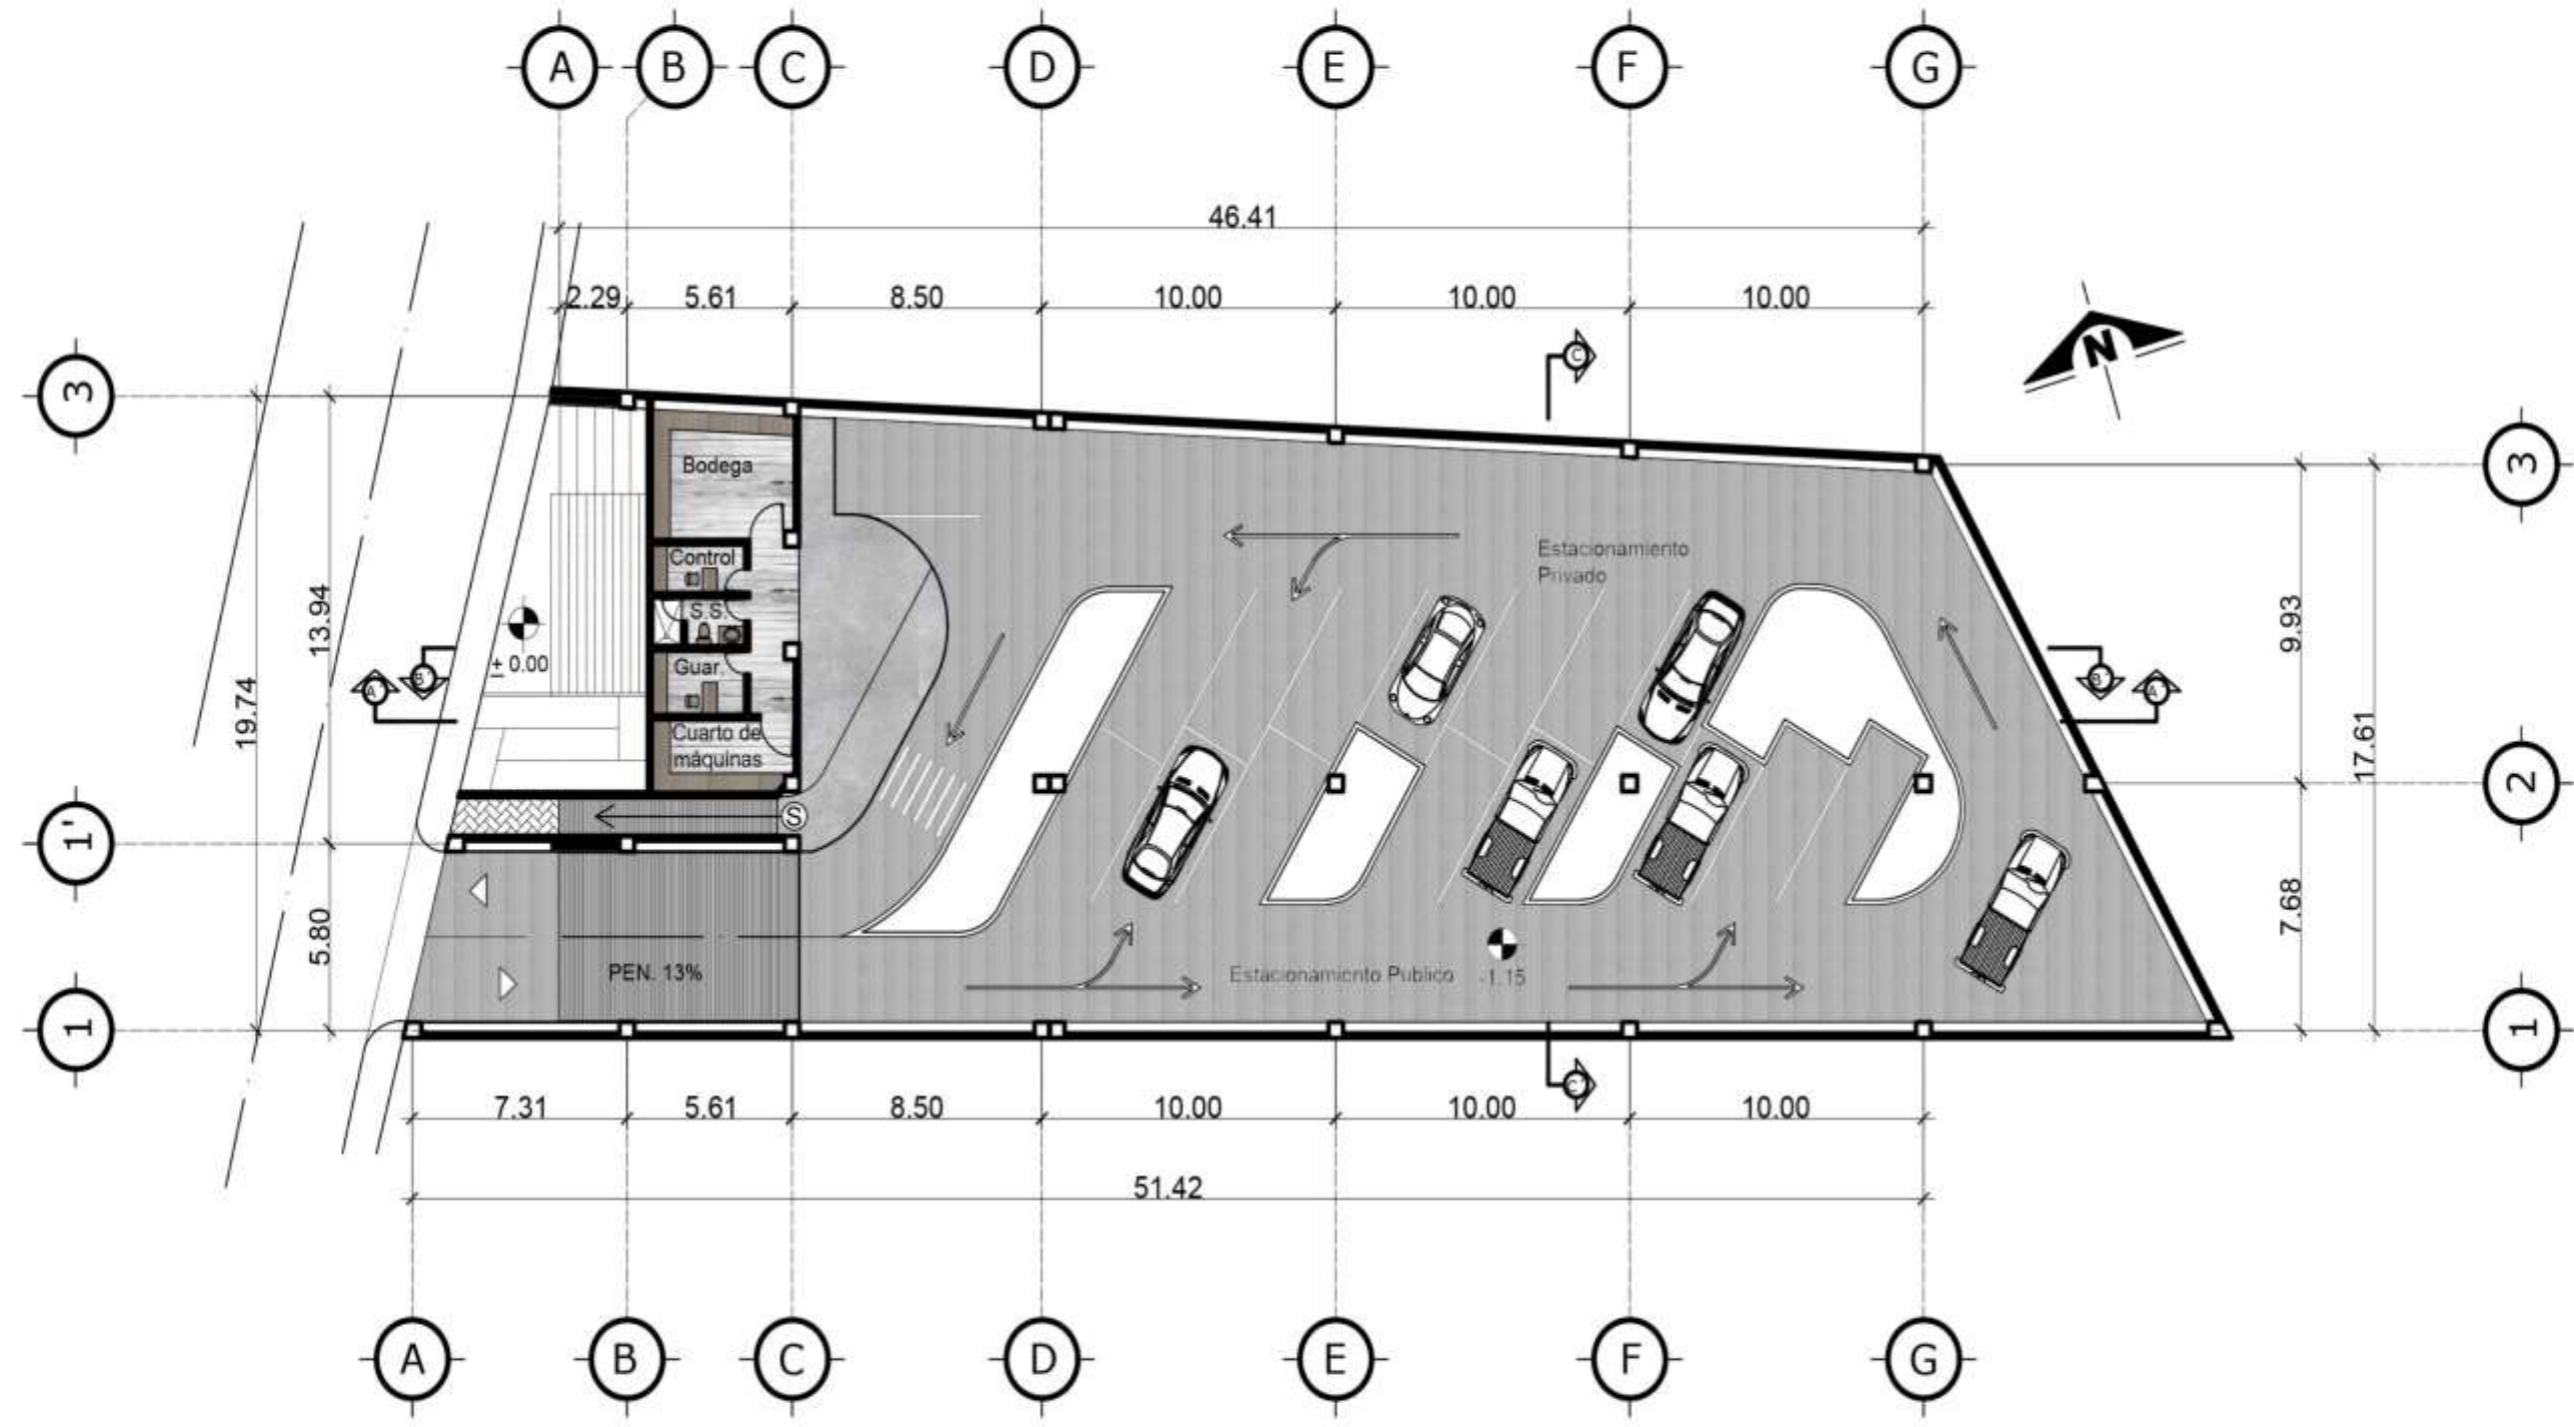 A B C D E F G
46.41
2.29 5.61 8.50 10.00 10.00 10.00
C
N
3 3
Bodega
Control
S.S.
Guar.
Cuarto de
máquinas
± 0.00
Estacionamiento
Privado
13.94
19.74
5.80
9.93
17.61
7.68
A B' B' A
1' 2
S
PEN. 13%
Estacionamiento Publico
-1.15
1 1
C'
7.31 5.61 8.50 10.00 10.00 10.00
51.42
A B C D E F G